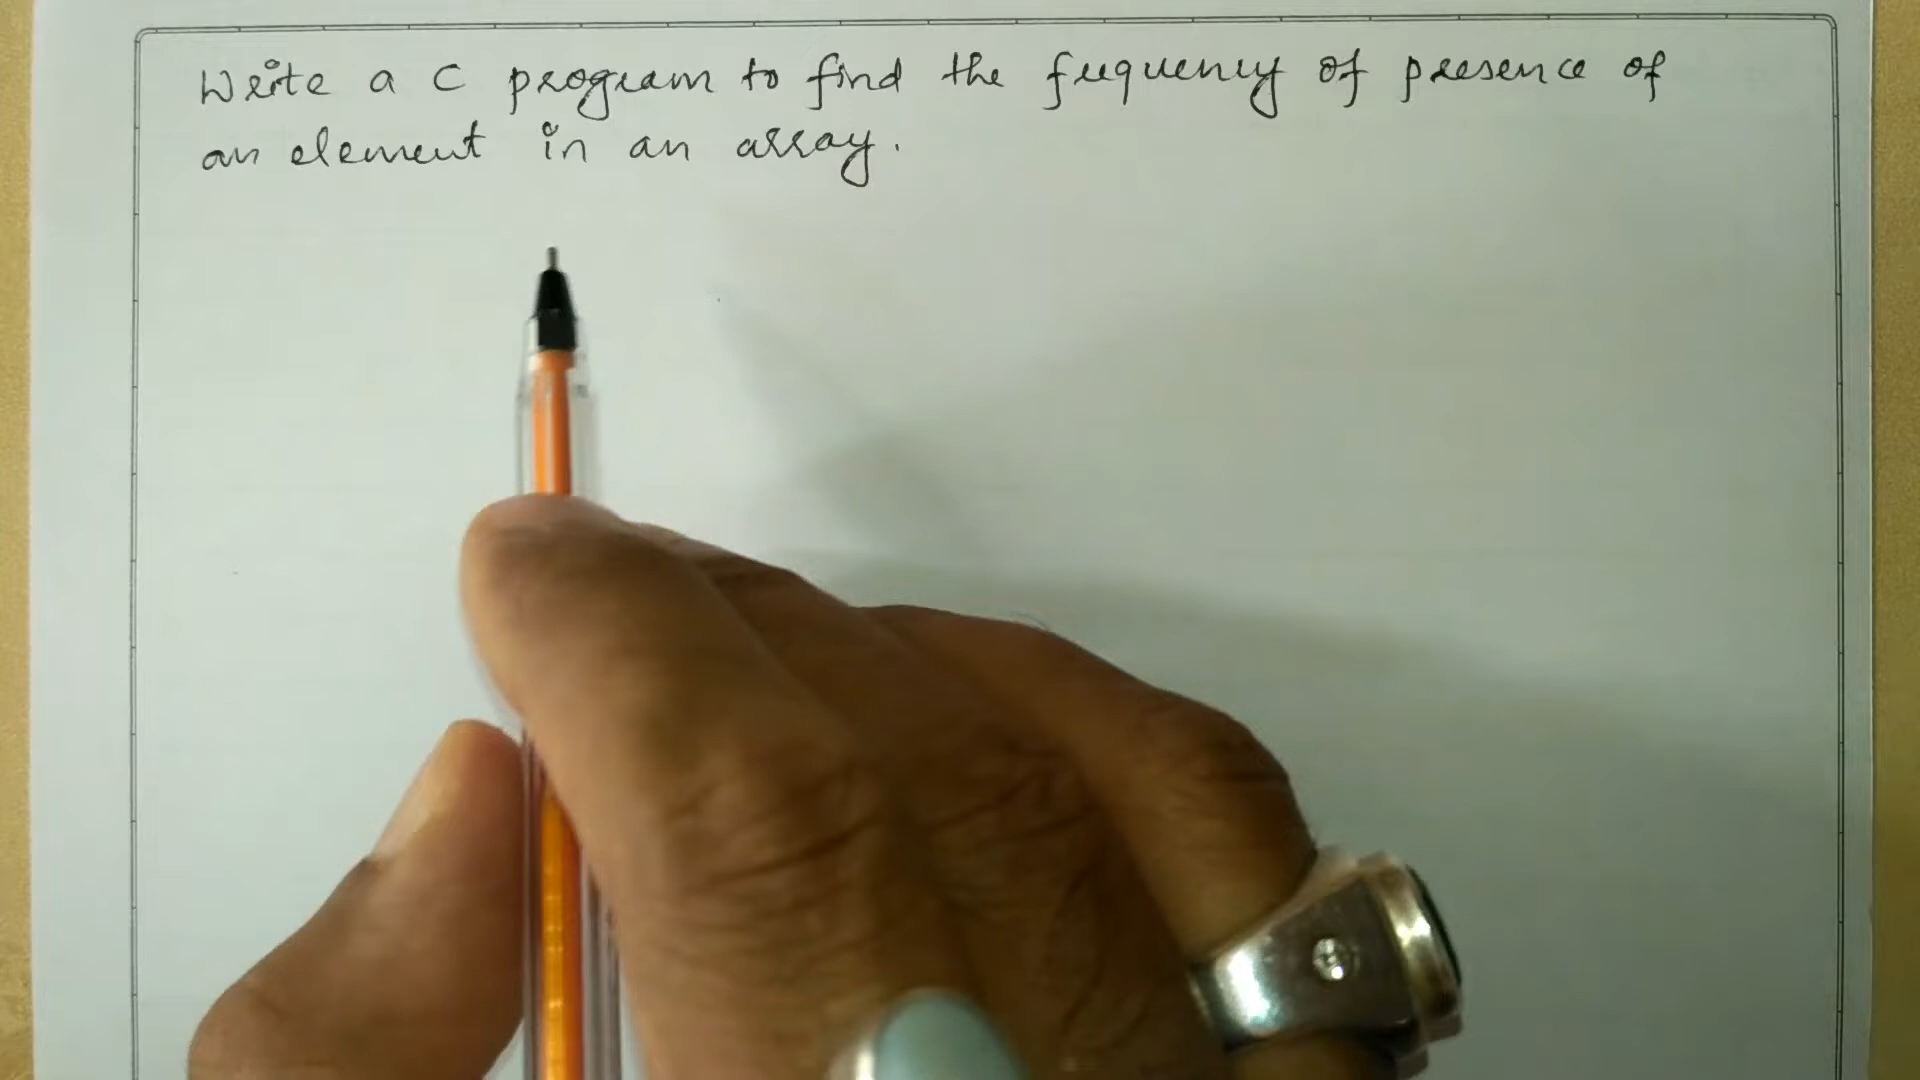 Write a C program to find the frequency of presence of
an element in an array.